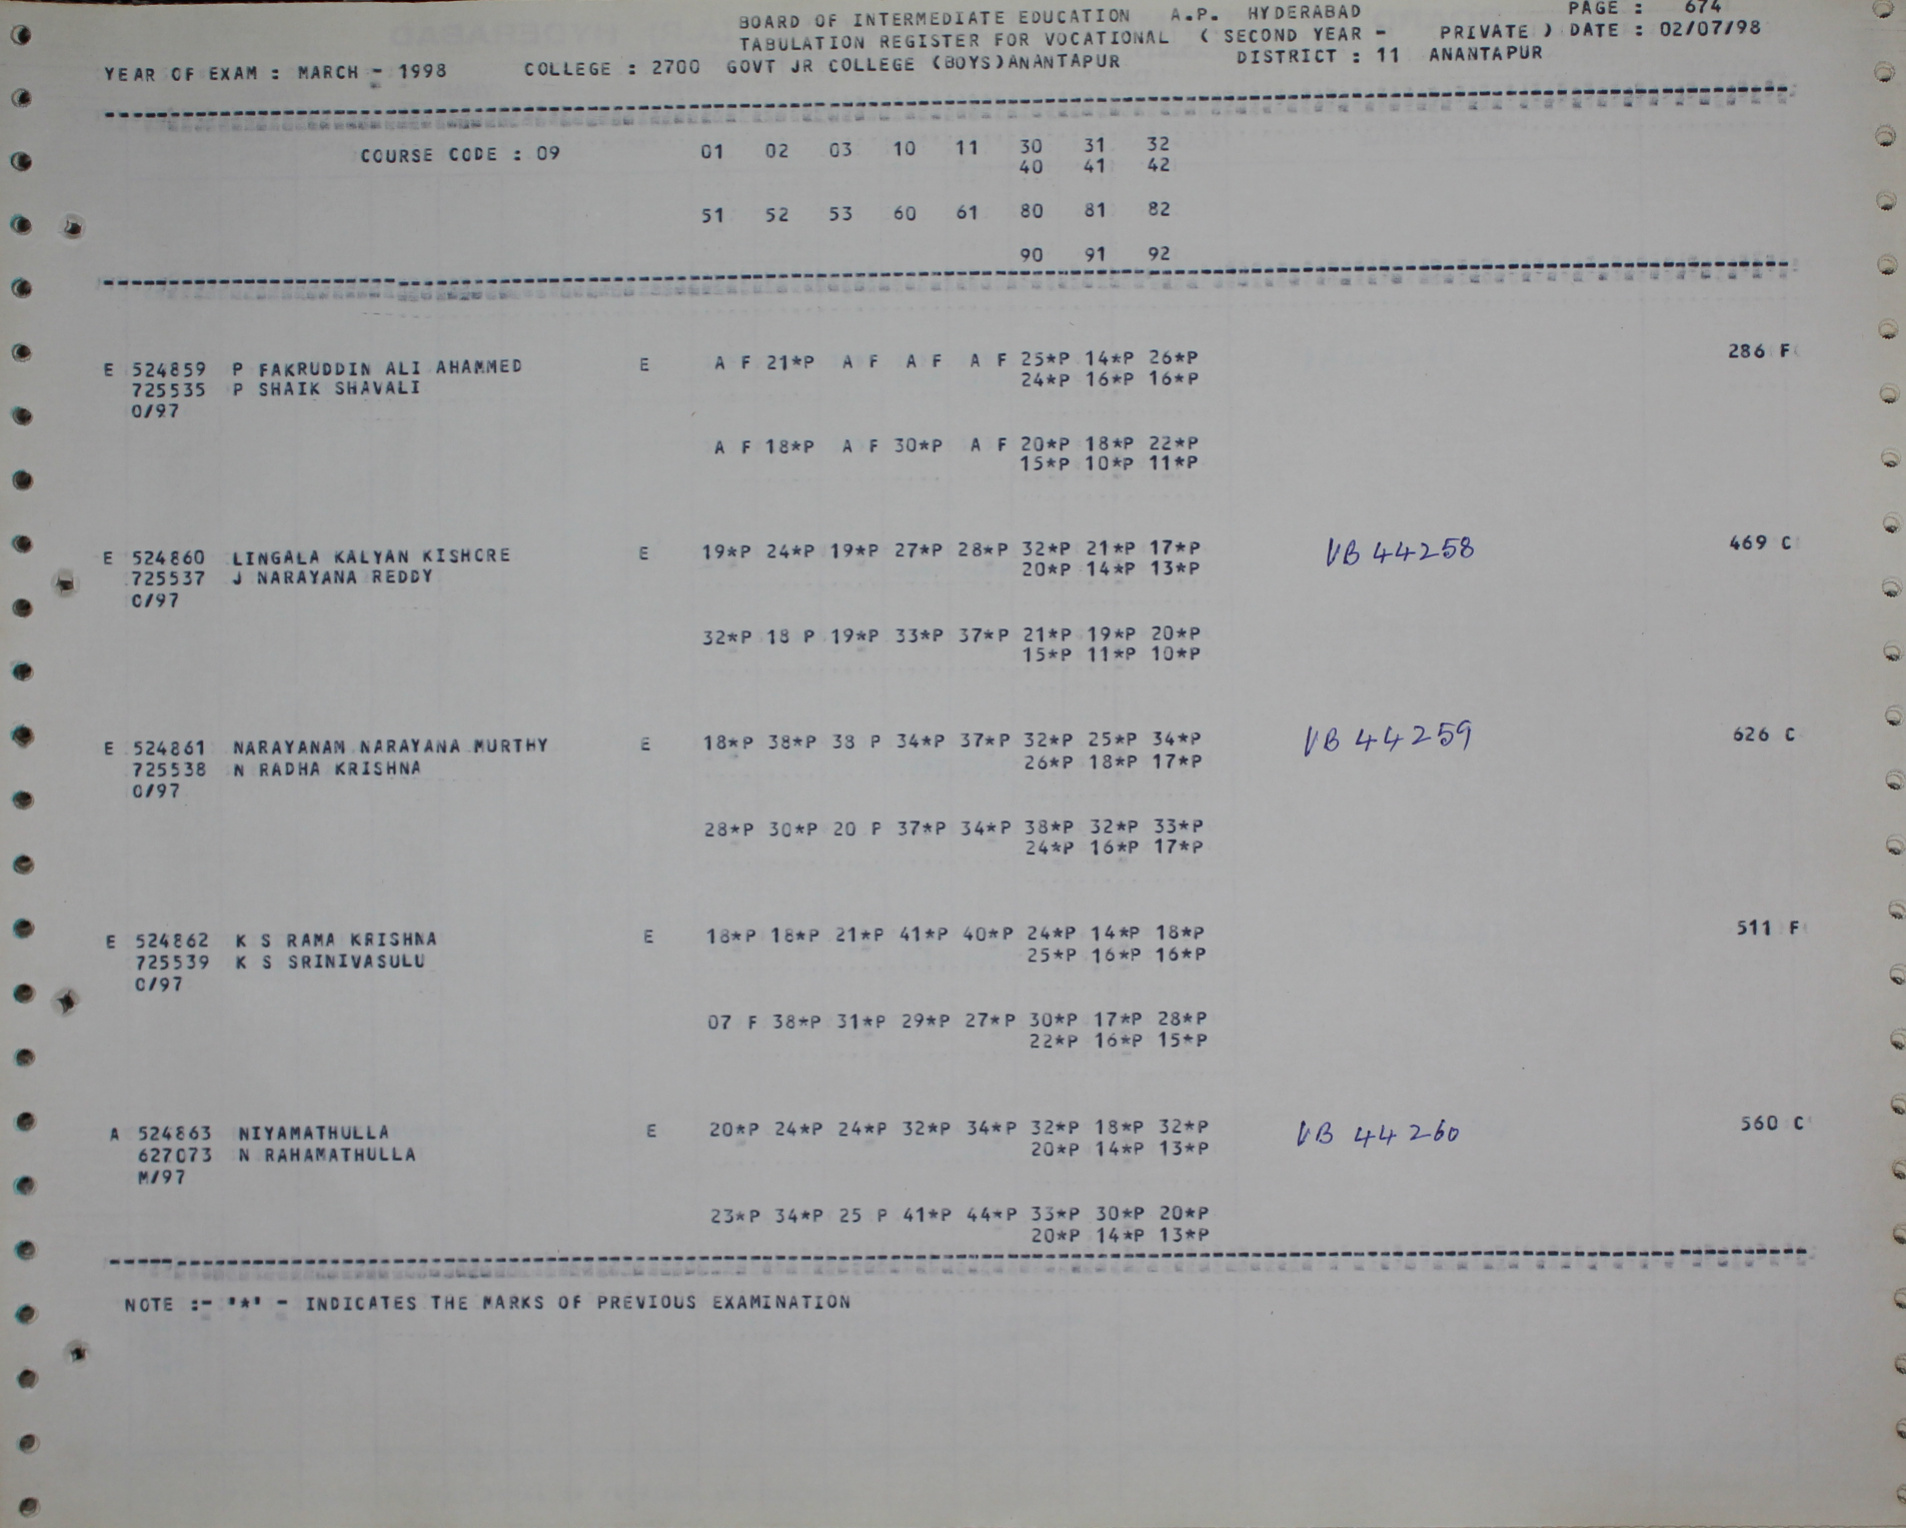 BOARD OF INTERMEDIATE EDUCATION A.P. HYDERABAD PAGE : 674
TABULATION REGISTER FOR VOCATIONAL ( SECOND YEAR - PRIVATE ) DATE : 02/07/98
YEAR OF EXAM : MARCH - 1998 COLLEGE : 2700 GOVT JR COLLEGE (BOYS)ANANTAPUR DISTRICT : 11 ANANTAPUR
COURSE CODE : 09 01 02 03 10 11 30 31 32
40 41 42
51 52 53 60 61 80 81 82
90 91 92
E 524859 P FAKRUDDIN ALI AHAMMED E A F 21*P A F A F A F 25*P 14*P 26*P 286 F
725535 P SHAIK SHAVALI 24*P 16*P 16*P
O/97
A F 18*P A F 30*P A F 20*P 18*P 22*P
15*P 10*P 11*P
E 524860 LINGALA KALYAN KISHORE E 19*P 24*P 19*P 27*P 28*P 32*P 21*P 17*P VB 44258 469 C
725537 J NARAYANA REDDY 20*P 14*P 13*P
O/97
32*P 18 P 19*P 33*P 37*P 21*P 19*P 20*P
15*P 11*P 10*P
E 524861 NARAYANAM NARAYANA MURTHY E 18*P 38*P 38 P 34*P 37*P 32*P 25*P 34*P VB 44259 626 C
725538 N RADHA KRISHNA 26*P 18*P 17*P
O/97
28*P 30*P 20 P 37*P 34*P 38*P 32*P 33*P
24*P 16*P 17*P
E 524862 K S RAMA KRISHNA E 18*P 18*P 21*P 41*P 40*P 24*P 14*P 18*P 511 F
725539 K S SRINIVASULU 25*P 16*P 16*P
O/97
07 F 38*P 31*P 29*P 27*P 30*P 17*P 28*P
22*P 16*P 15*P
A 524863 NIYAMATHULLA E 20*P 24*P 24*P 32*P 34*P 32*P 18*P 32*P VB 44260 560 C
627073 N RAHAMATHULLA 20*P 14*P 13*P
M/97
23*P 34*P 25 P 41*P 44*P 33*P 30*P 20*P
20*P 14*P 13*P
NOTE :- '*' - INDICATES THE MARKS OF PREVIOUS EXAMINATION